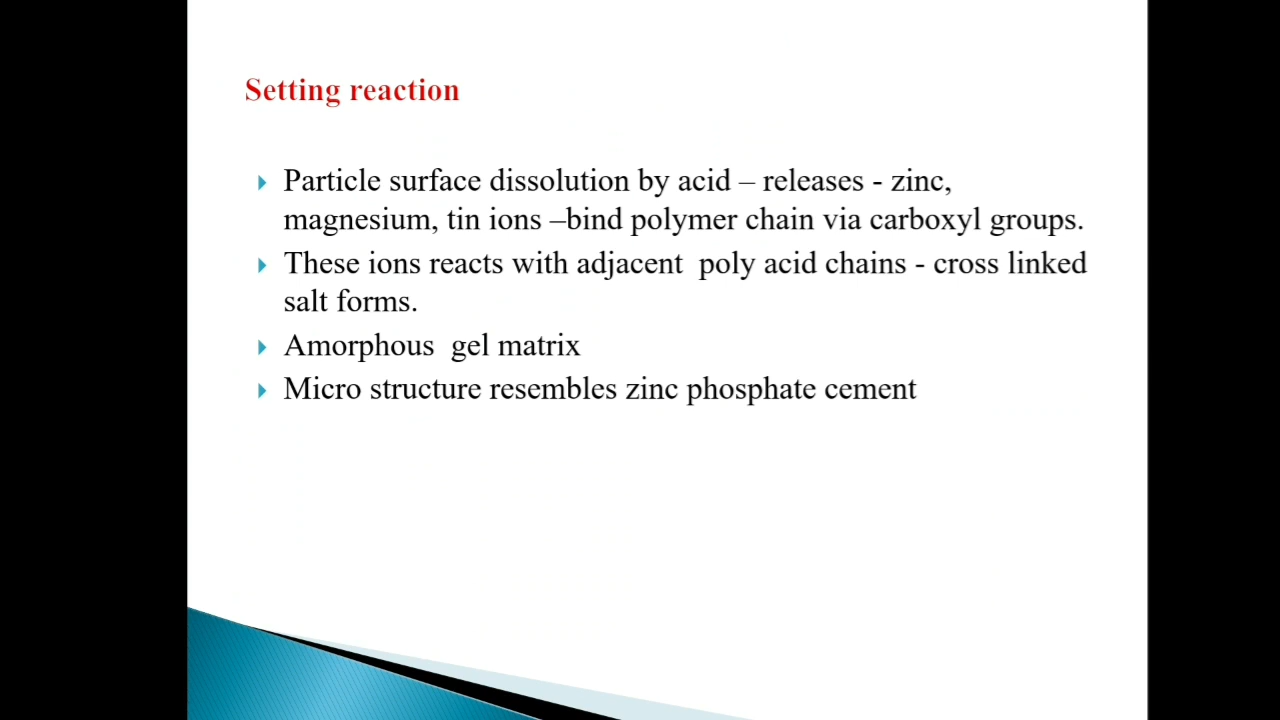 Setting reaction
Particle surface dissolution by acid – releases - zinc,
magnesium, tin ions –bind polymer chain via carboxyl groups.
These ions reacts with adjacent  poly acid chains - cross linked
salt forms.
Amorphous  gel matrix
Micro structure resembles zinc phosphate cement